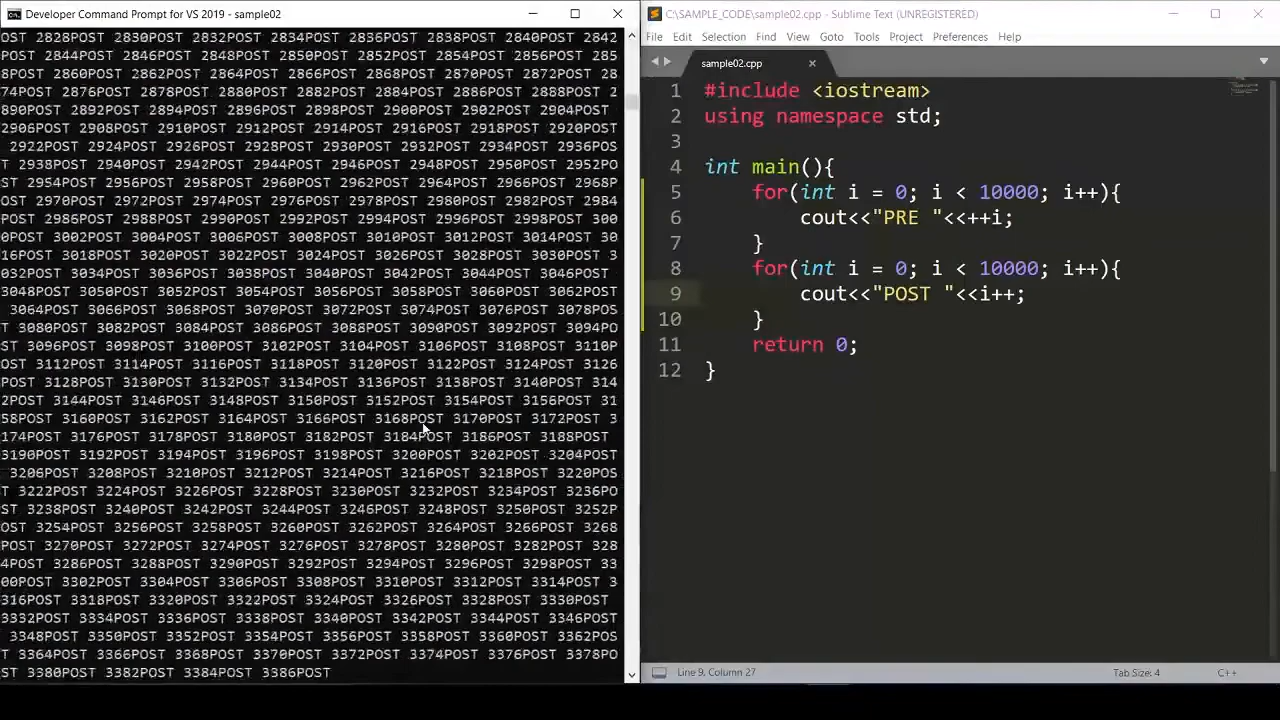 Developer Command Prompt for VS 2019 - sample02
OST 2828POST 2830POST 2832POST 2834POST 2836POST 2838POST 2840POST 2842
POST 2844POST 2846POST 2848POST 2850POST 2852POST 2854POST 2856POST 285
8POST 2860POST 2862POST 2864POST 2866POST 2868POST 2870POST 2872POST 28
74POST 2876POST 2878POST 2880POST 2882POST 2884POST 2886POST 2888POST 2
890POST 2892POST 2894POST 2896POST 2898POST 2900POST 2902POST 2904POST 
2906POST 2908POST 2910POST 2912POST 2914POST 2916POST 2918POST 2920POST
 2922POST 2924POST 2926POST 2928POST 2930POST 2932POST 2934POST 2936POS
T 2938POST 2940POST 2942POST 2944POST 2946POST 2948POST 2950POST 2952PO
ST 2954POST 2956POST 2958POST 2960POST 2962POST 2964POST 2966POST 2968P
OST 2970POST 2972POST 2974POST 2976POST 2978POST 2980POST 2982POST 2984
POST 2986POST 2988POST 2990POST 2992POST 2994POST 2996POST 2998POST 300
0POST 3002POST 3004POST 3006POST 3008POST 3010POST 3012POST 3014POST 30
16POST 3018POST 3020POST 3022POST 3024POST 3026POST 3028POST 3030POST 3
032POST 3034POST 3036POST 3038POST 3040POST 3042POST 3044POST 3046POST 
3048POST 3050POST 3052POST 3054POST 3056POST 3058POST 3060POST 3062POST
 3064POST 3066POST 3068POST 3070POST 3072POST 3074POST 3076POST 3078POS
T 3080POST 3082POST 3084POST 3086POST 3088POST 3090POST 3092POST 3094PO
ST 3096POST 3098POST 3100POST 3102POST 3104POST 3106POST 3108POST 3110P
OST 3112POST 3114POST 3116POST 3118POST 3120POST 3122POST 3124POST 3126
POST 3128POST 3130POST 3132POST 3134POST 3136POST 3138POST 3140POST 314
2POST 3144POST 3146POST 3148POST 3150POST 3152POST 3154POST 3156POST 31
58POST 3160POST 3162POST 3164POST 3166POST 3168POST 3170POST 3172POST 3
174POST 3176POST 3178POST 3180POST 3182POST 3184POST 3186POST 3188POST 
3190POST 3192POST 3194POST 3196POST 3198POST 3200POST 3202POST 3204POST
 3206POST 3208POST 3210POST 3212POST 3214POST 3216POST 3218POST 3220POS
T 3222POST 3224POST 3226POST 3228POST 3230POST 3232POST 3234POST 3236PO
ST 3238POST 3240POST 3242POST 3244POST 3246POST 3248POST 3250POST 3252P
OST 3254POST 3256POST 3258POST 3260POST 3262POST 3264POST 3266POST 3268
POST 3270POST 3272POST 3274POST 3276POST 3278POST 3280POST 3282POST 328
4POST 3286POST 3288POST 3290POST 3292POST 3294POST 3296POST 3298POST 33
00POST 3302POST 3304POST 3306POST 3308POST 3310POST 3312POST 3314POST 3
316POST 3318POST 3320POST 3322POST 3324POST 3326POST 3328POST 3330POST 
3332POST 3334POST 3336POST 3338POST 3340POST 3342POST 3344POST 3346POST
 3348POST 3350POST 3352POST 3354POST 3356POST 3358POST 3360POST 3362POS
T 3364POST 3366POST 3368POST 3370POST 3372POST 3374POST 3376POST 3378PO
ST 3380POST 3382POST 3384POST 3386POST
C:\SAMPLE_CODE\sample02.cpp - Sublime Text (UNREGISTERED)
File Edit Selection Find View Goto Tools Project Preferences Help
sample02.cpp
1 #include <iostream>
2 using namespace std;
3
4 int main(){
5     for(int i = 0; i < 10000; i++){
6         cout<<"PRE "<<++i;
7     }
8     for(int i = 0; i < 10000; i++){
9         cout<<"POST "<<i++;
10     }
11     return 0;
12 }
Line 9, Column 27
Tab Size: 4
C++